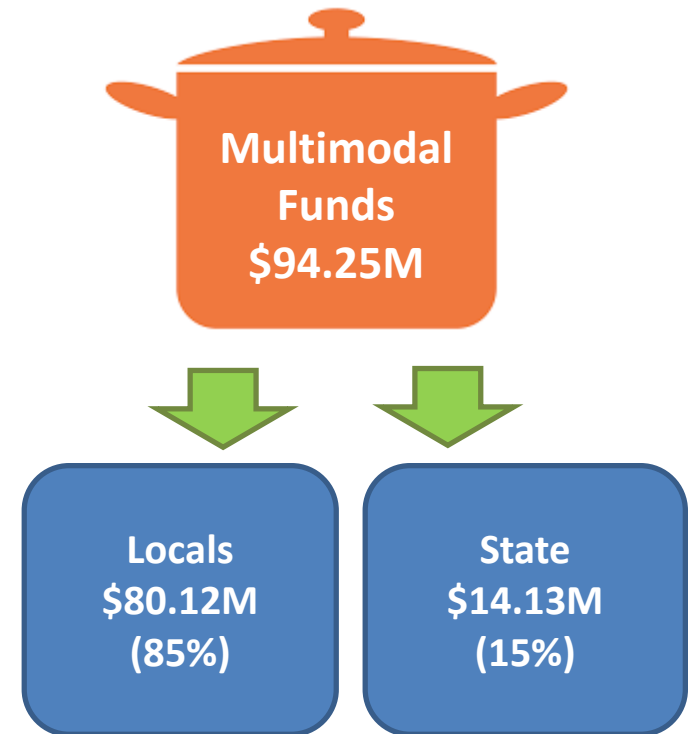 Multimodal
Funds
$94.25M
Locals
$80.12M
(85%)
State
$14.13M
(15%)